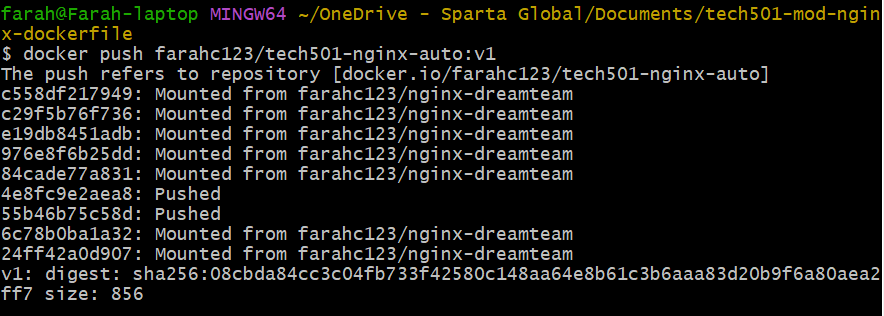 farah@Farah-laptop MINGW64 ~/OneDrive - Sparta Global/Documents/tech501-mod-ngin
x-dockerfile
$ docker push farahc123/tech501-nginx-auto:v1
The push refers to repository [docker.io/farahc123/tech501-nginx-auto]
c558df217949: Mounted from farahc123/nginx-dreamteam
c29f5b76f736: Mounted from farahc123/nginx-dreamteam
e19db8451adb: Mounted from farahc123/nginx-dreamteam
976e8f6b25dd: Mounted from farahc123/nginx-dreamteam
84cade77a831: Mounted from farahc123/nginx-dreamteam
4e8fc9e2aea8: Pushed
55b46b75c58d: Pushed
6c78b0ba1a32: Mounted from farahc123/nginx-dreamteam
24ff42a0d907: Mounted from farahc123/nginx-dreamteam
v1: digest: sha256:08cbda84cc3c04fb733f42580c148aa64e8b61c3b6aaa83d20b9f6a80aea2
ff7 size: 856